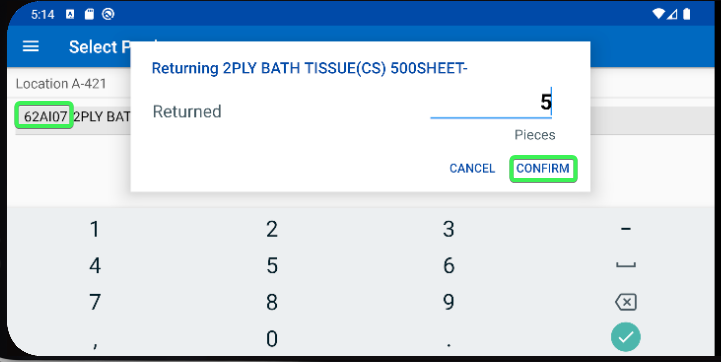 5:14
Select P
Returning 2PLY BATH TISSUE(CS) 500SHEET-
Location A-421
5
Returned
62AI07 2PLY BAT
Pieces
CANCEL CONFIRM
1 2 3 -
4 5 6
7 8 9
, 0 .